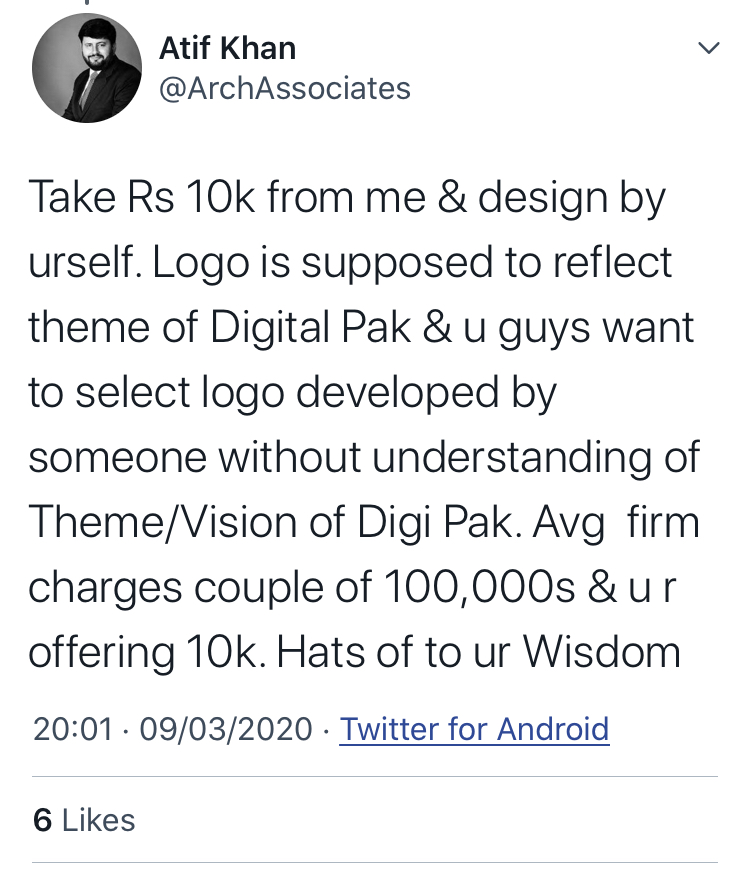 Atif Khan
@ArchAssociates
Take Rs 10k from me & design by
urself. Logo is supposed to reflect
theme of Digital Pak & u guys want
to select logo developed by
someone without understanding of
Theme/Vision of Digi Pak. Avg  firm
charges couple of 100,000s & u r
offering 10k. Hats of to ur Wisdom
20:01 · 09/03/2020 · Twitter for Android
6 Likes